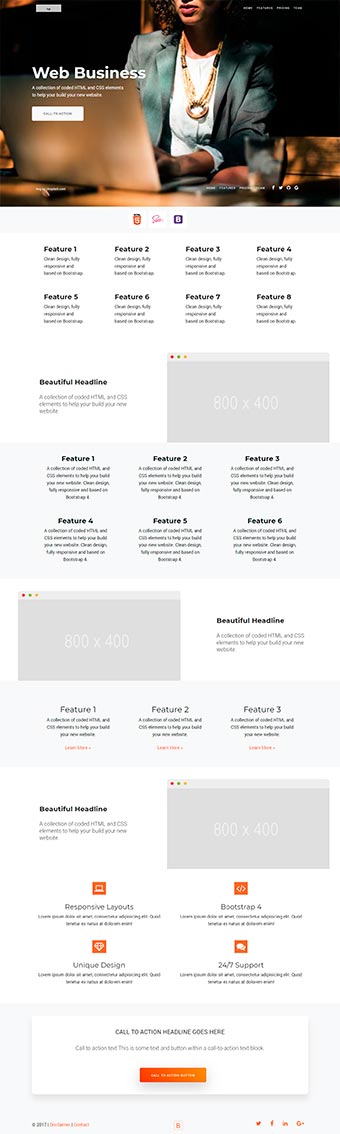 HOME FEATURES PRICING TEAM
Web Business
A collection of coded HTML and CSS elements
to help your build your new website.
CALL-TO-ACTION
HOME FEATURES PRICING TEAM
Feature 1 Feature 2 Feature 3 Feature 4
Clean design, fully Clean design, fully Clean design, fully Clean design, fully
responsive and responsive and responsive and responsive and
based on Bootstrap. based on Bootstrap. based on Bootstrap. based on Bootstrap.
Feature 5 Feature 6 Feature 7 Feature 8
Clean design, fully Clean design, fully Clean design, fully Clean design, fully
responsive and responsive and responsive and responsive and
based on Bootstrap. based on Bootstrap. based on Bootstrap. based on Bootstrap.
Beautiful Headline
A collection of coded HTML and CSS
elements to help your build your new
website.
800 x 400
Feature 1 Feature 2 Feature 3
A collection of coded HTML and A collection of coded HTML and A collection of coded HTML and
CSS elements to help your build CSS elements to help your build CSS elements to help your build
your new website. Clean design, your new website. Clean design, your new website. Clean design,
fully responsive and based on fully responsive and based on fully responsive and based on
Bootstrap 4. Bootstrap 4. Bootstrap 4.
Feature 4 Feature 5 Feature 6
A collection of coded HTML and A collection of coded HTML and A collection of coded HTML and
CSS elements to help your build CSS elements to help your build CSS elements to help your build
your new website. Clean design, your new website. Clean design, your new website. Clean design,
fully responsive and based on fully responsive and based on fully responsive and based on
Bootstrap 4. Bootstrap 4. Bootstrap 4.
800 x 400
Beautiful Headline
A collection of coded HTML and CSS
elements to help your build your new
website.
Feature 1 Feature 2 Feature 3
A collection of coded HTML and A collection of coded HTML and A collection of coded HTML and
CSS elements to help your build CSS elements to help your build CSS elements to help your build
your new website. your new website. your new website.
Learn More » Learn More » Learn More »
Beautiful Headline
A collection of coded HTML and CSS
elements to help your build your new
website.
800 x 400
Responsive Layouts Bootstrap 4
Lorem ipsum dolor sit amet, consectetur adipiscing elit. Quid Lorem ipsum dolor sit amet, consectetur adipiscing elit. Quid
tenetur ex natus at dolorem enim! tenetur ex natus at dolorem enim!
Unique Design 24/7 Support
Lorem ipsum dolor sit amet, consectetur adipiscing elit. Quid Lorem ipsum dolor sit amet, consectetur adipiscing elit. Quid
tenetur ex natus at dolorem enim! tenetur ex natus at dolorem enim!
CALL TO ACTION HEADLINE GOES HERE
Call to action text This is some text and button within a call-to-action text block.
CALL TO ACTION BUTTON
© 2017 | Disclaimer | Contact
B